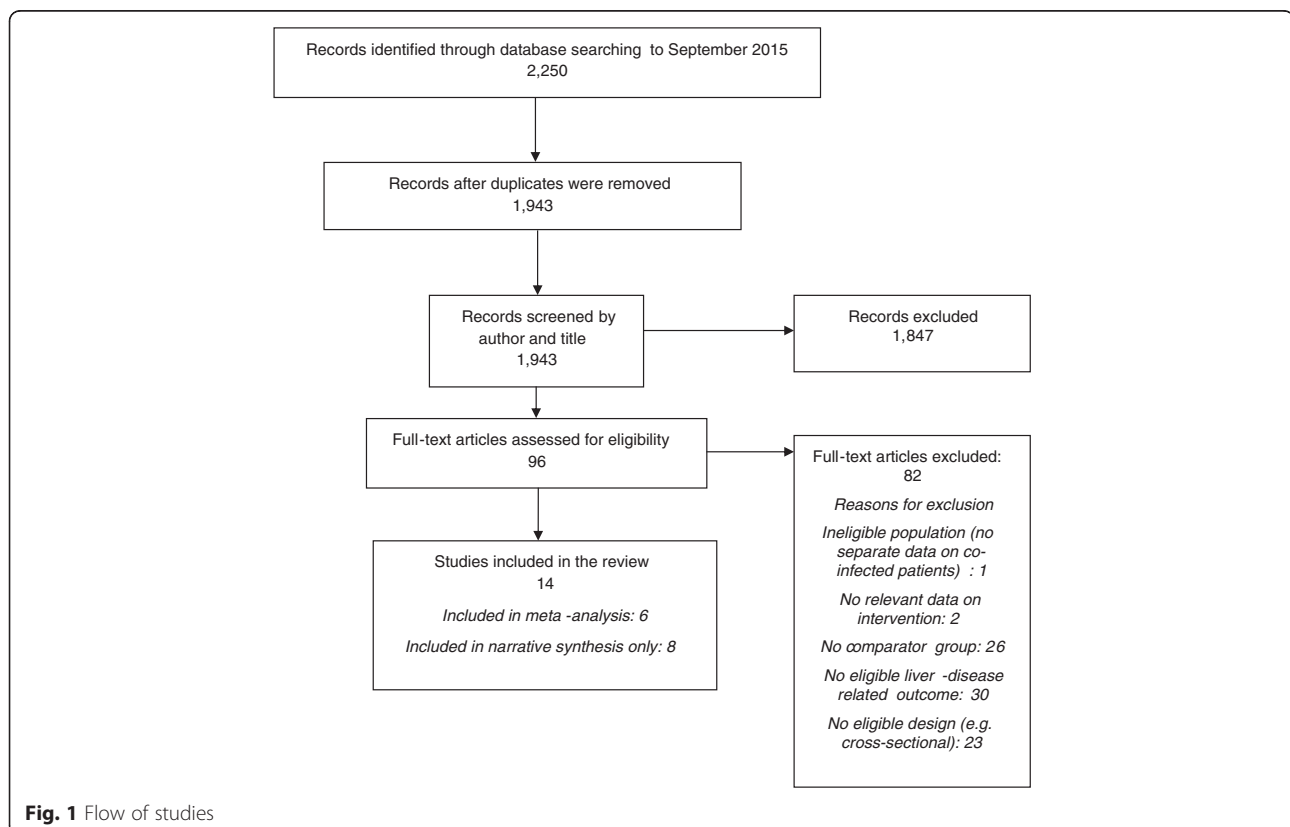 Records identified through database searching to September 2015
2,250
Records after duplicates were removed
1,943
Records screened by
author and title
1,943
Records excluded
1,847
Full-text articles assessed for eligibility
96
Full-text articles excluded:
82
Reasons for exclusion
Ineligible population (no
separate data on co-
infected patients) : 1
No relevant data on
intervention: 2
No comparator group: 26
No eligible liver -disease
related outcome: 30
No eligible design (e.g.
cross-sectional): 23
Studies included in the review
14
Included in meta -analysis: 6
Included in narrative synthesis only: 8
Fig. 1 Flow of studies